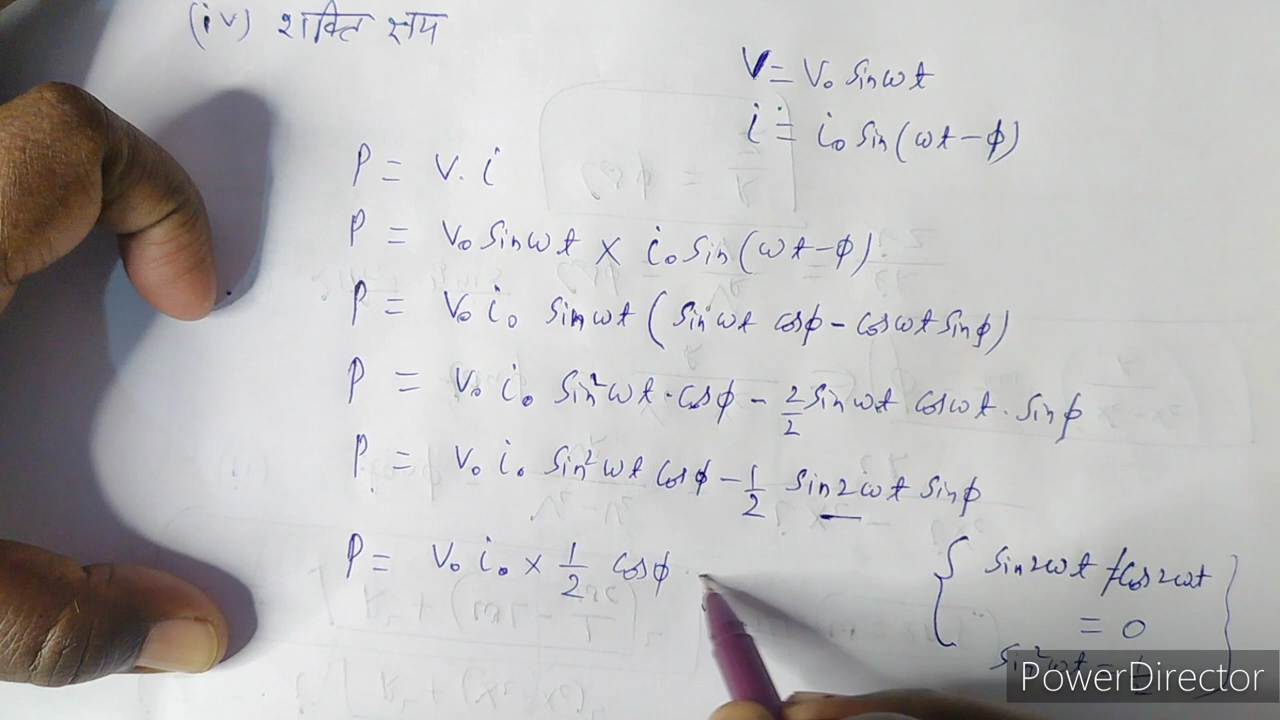 (iv) शक्ति क्षय
V = V₀ Sinωt
i = i₀ Sin(ωt-φ)
P = V. i
P = V₀ Sinωt × i₀ Sin(ωt-φ)
P = V₀ i₀ Sinωt (Sinωt cosφ - cosωt Sinφ)
P = V₀ i₀ Sin²ωt · cosφ - 2/2 Sinωt cosωt · Sinφ
P = V₀ i₀ Sin²ωt Cosφ - 1/2 Sin2ωt Sinφ
P = V₀ i₀ × 1/2 Cosφ
{ Sin2ωt + Cos2ωt }
= 0
Sin²ωt =
PowerDirector